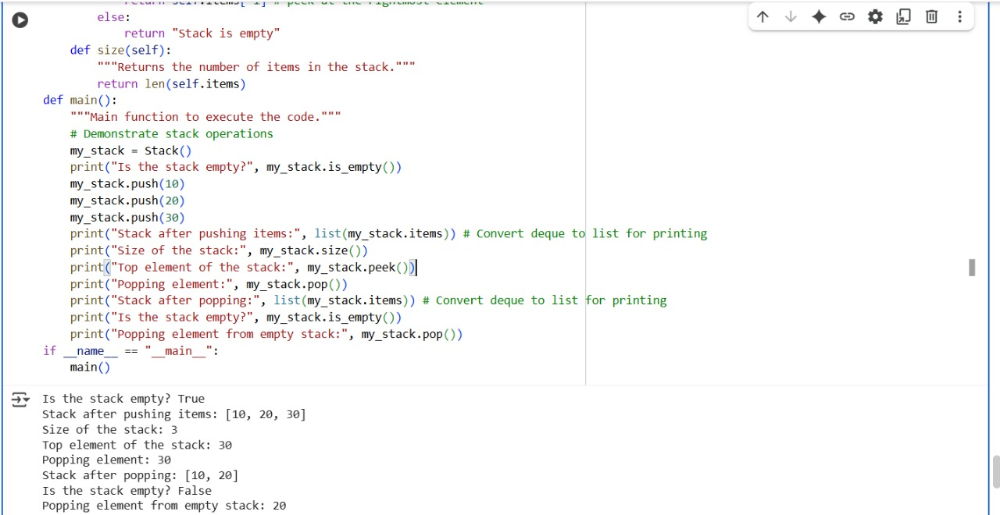 return self.items[-1] # peek at the rightmost element
else:
return "Stack is empty"
def size(self):
"""Returns the number of items in the stack."""
return len(self.items)
def main():
"""Main function to execute the code."""
# Demonstrate stack operations
my_stack = Stack()
print("Is the stack empty?", my_stack.is_empty())
my_stack.push(10)
my_stack.push(20)
my_stack.push(30)
print("Stack after pushing items:", list(my_stack.items)) # Convert deque to list for printing
print("Size of the stack:", my_stack.size())
print("Top element of the stack:", my_stack.peek())
print("Popping element:", my_stack.pop())
print("Stack after popping:", list(my_stack.items)) # Convert deque to list for printing
print("Is the stack empty?", my_stack.is_empty())
print("Popping element from empty stack:", my_stack.pop())
if __name__ == "__main__":
main()
Is the stack empty? True
Stack after pushing items: [10, 20, 30]
Size of the stack: 3
Top element of the stack: 30
Popping element: 30
Stack after popping: [10, 20]
Is the stack empty? False
Popping element from empty stack: 20